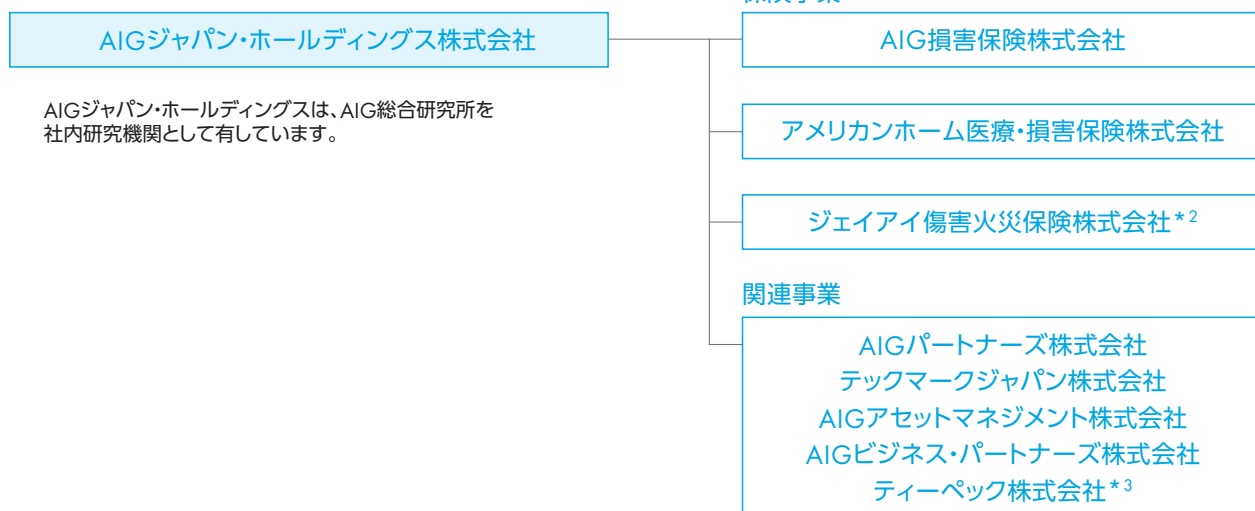 保険事業
AIGジャパン・ホールディングス株式会社
AIGジャパン・ホールディングスは、AIG総合研究所を
社内研究機関として有しています。
AIG損害保険株式会社
アメリカンホーム医療・損害保険株式会社
ジェイアイ傷害火災保険株式会社*2
関連事業
AIGパートナーズ株式会社
テックマークジャパン株式会社
AIGアセットマネジメント株式会社
AIGビジネス・パートナーズ株式会社
ティーペック株式会社*3